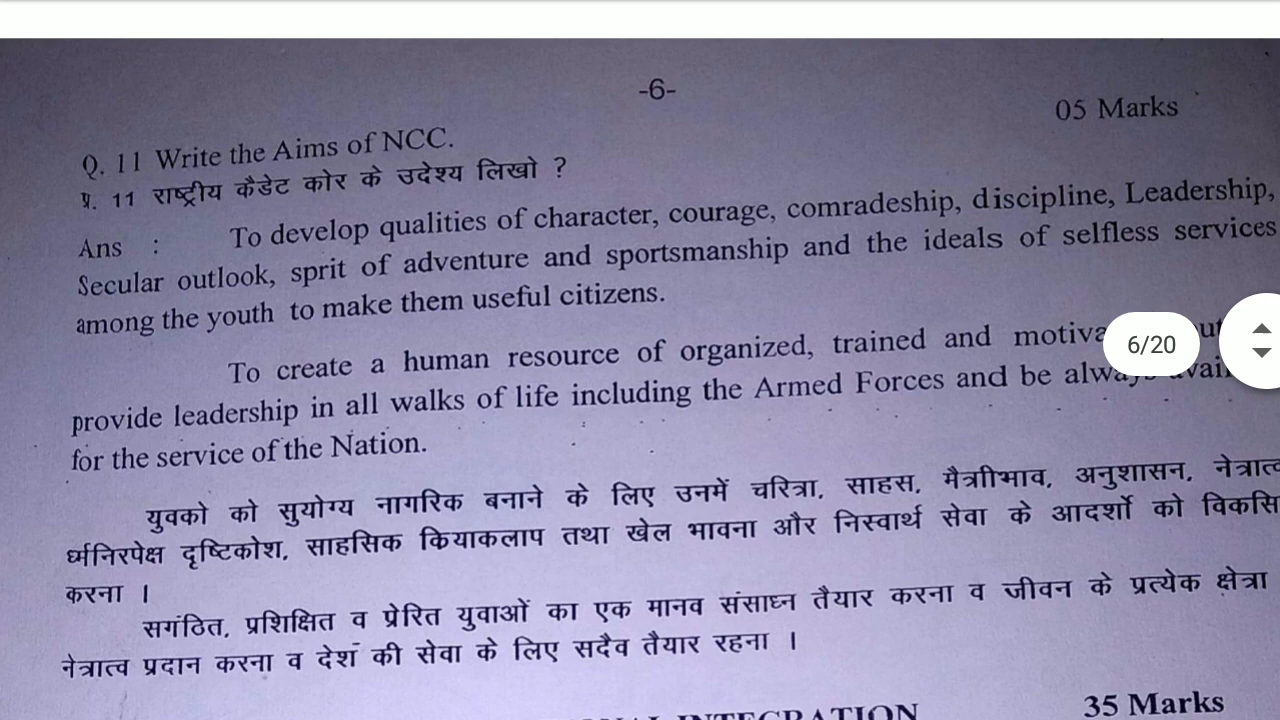 -6-
05 Marks
Q. 11 Write the Aims of NCC.
प्र. 11 राष्ट्रीय कैडेट कोर के उदेश्य लिखो ?
Ans : To develop qualities of character, courage, comradeship, discipline, Leadership,
Secular outlook, sprit of adventure and sportsmanship and the ideals of selfless services
among the youth to make them useful citizens.
To create a human resource of organized, trained and
6/20
provide leadership in all walks of life including the Armed Forces and be always
for the service of the Nation.
युवको को सुयोग्य नागरिक बनाने के लिए उनमें चरित्रा, साहस, मैत्राीभाव, अनुशासन, नेत्रात्व
र्ध्मनिरपेक्ष दृष्टिकोश, साहसिक कियाकलाप तथा खेल भावना और निस्वार्थ सेवा के आदर्शो को
करना ।
सगंठित, प्रशिक्षित व प्रेरित युवाओं का एक मानव संसाध्न तैयार करना व जीवन के प्रत्येक क्षेत्रा
नेत्रात्व प्रदान करना व देशं की सेवा के लिए सदैव तैयार रहना ।
INTEGRATION
35 Marks